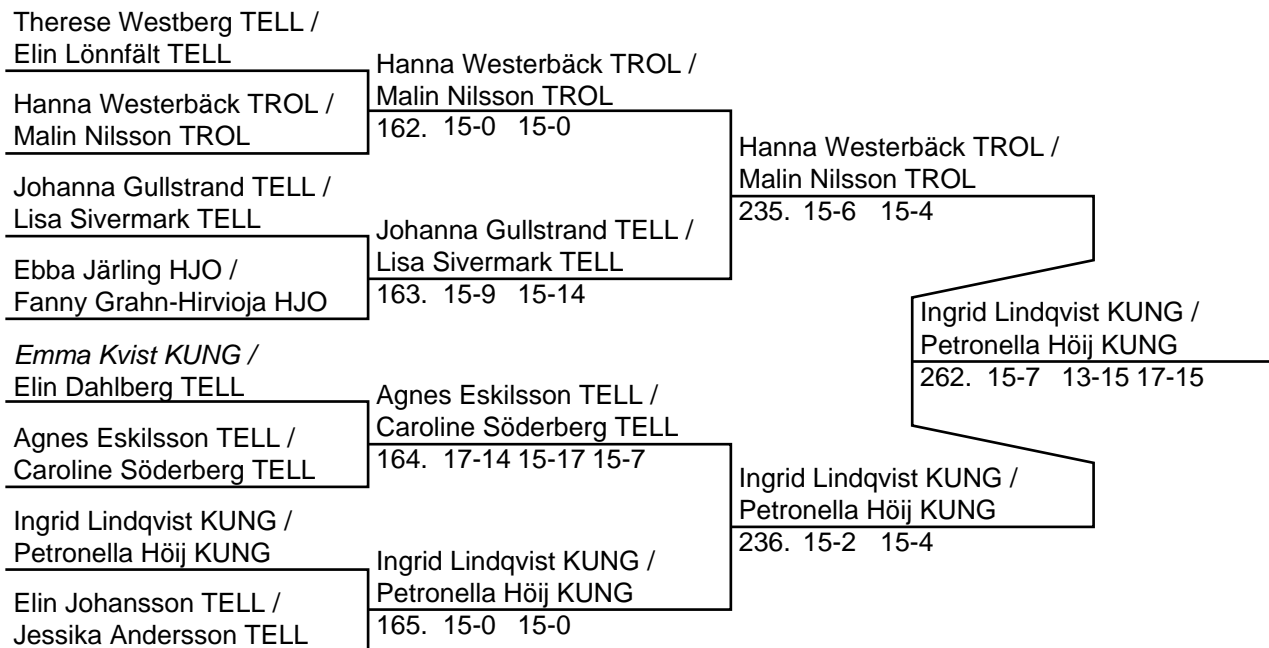 Therese Westberg TELL /
Elin Lönnfält TELL
Hanna Westerbäck TROL /
Malin Nilsson TROL
Johanna Gullstrand TELL /
Lisa Sivermark TELL
Ebba Järling HJO /
Fanny Grahn-Hirvioja HJO
Emma Kvist KUNG /
Elin Dahlberg TELL
Agnes Eskilsson TELL /
Caroline Söderberg TELL
Ingrid Lindqvist KUNG /
Petronella Höij KUNG
Elin Johansson TELL /
Jessika Andersson TELL
Hanna Westerbäck TROL /
Malin Nilsson TROL
162. 15-0 15-0
Johanna Gullstrand TELL /
Lisa Sivermark TELL
163. 15-9 15-14
Agnes Eskilsson TELL /
Caroline Söderberg TELL
164. 17-14 15-17 15-7
Ingrid Lindqvist KUNG /
Petronella Höij KUNG
165. 15-0 15-0
Hanna Westerbäck TROL /
Malin Nilsson TROL
235. 15-6 15-4
Ingrid Lindqvist KUNG /
Petronella Höij KUNG
236. 15-2 15-4
Ingrid Lindqvist KUNG /
Petronella Höij KUNG
262. 15-7 13-15 17-15